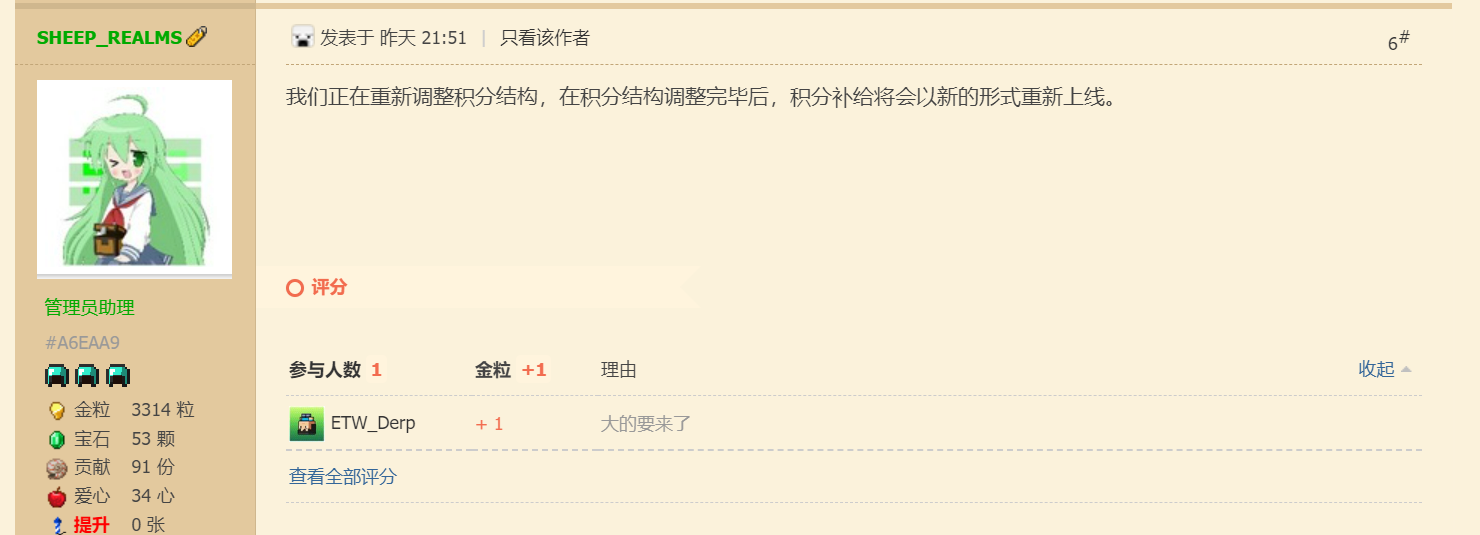 SHEEP_REALMS
发表于 昨天 21:51 | 只看该作者
6#
我们正在重新调整积分结构，在积分结构调整完毕后，积分补给将会以新的形式重新上线。
管理员助理
#A6EAA9
金粒 3314 粒
宝石 53 颗
贡献 91 份
爱心 34 心
提升 0 张
评分
参与人数 1 金粒 +1 理由 收起
ETW_Derp + 1 大的要来了
查看全部评分